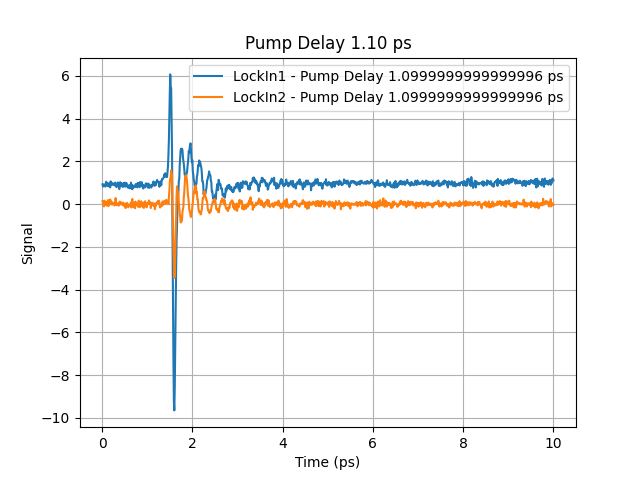 Pump Delay 1.10 ps
LockIn1 - Pump Delay 1.0999999999999996 ps
LockIn2 - Pump Delay 1.0999999999999996 ps
6
4
2
0
−2
−4
−6
−8
−10
Signal
0 2 4 6 8 10
Time (ps)